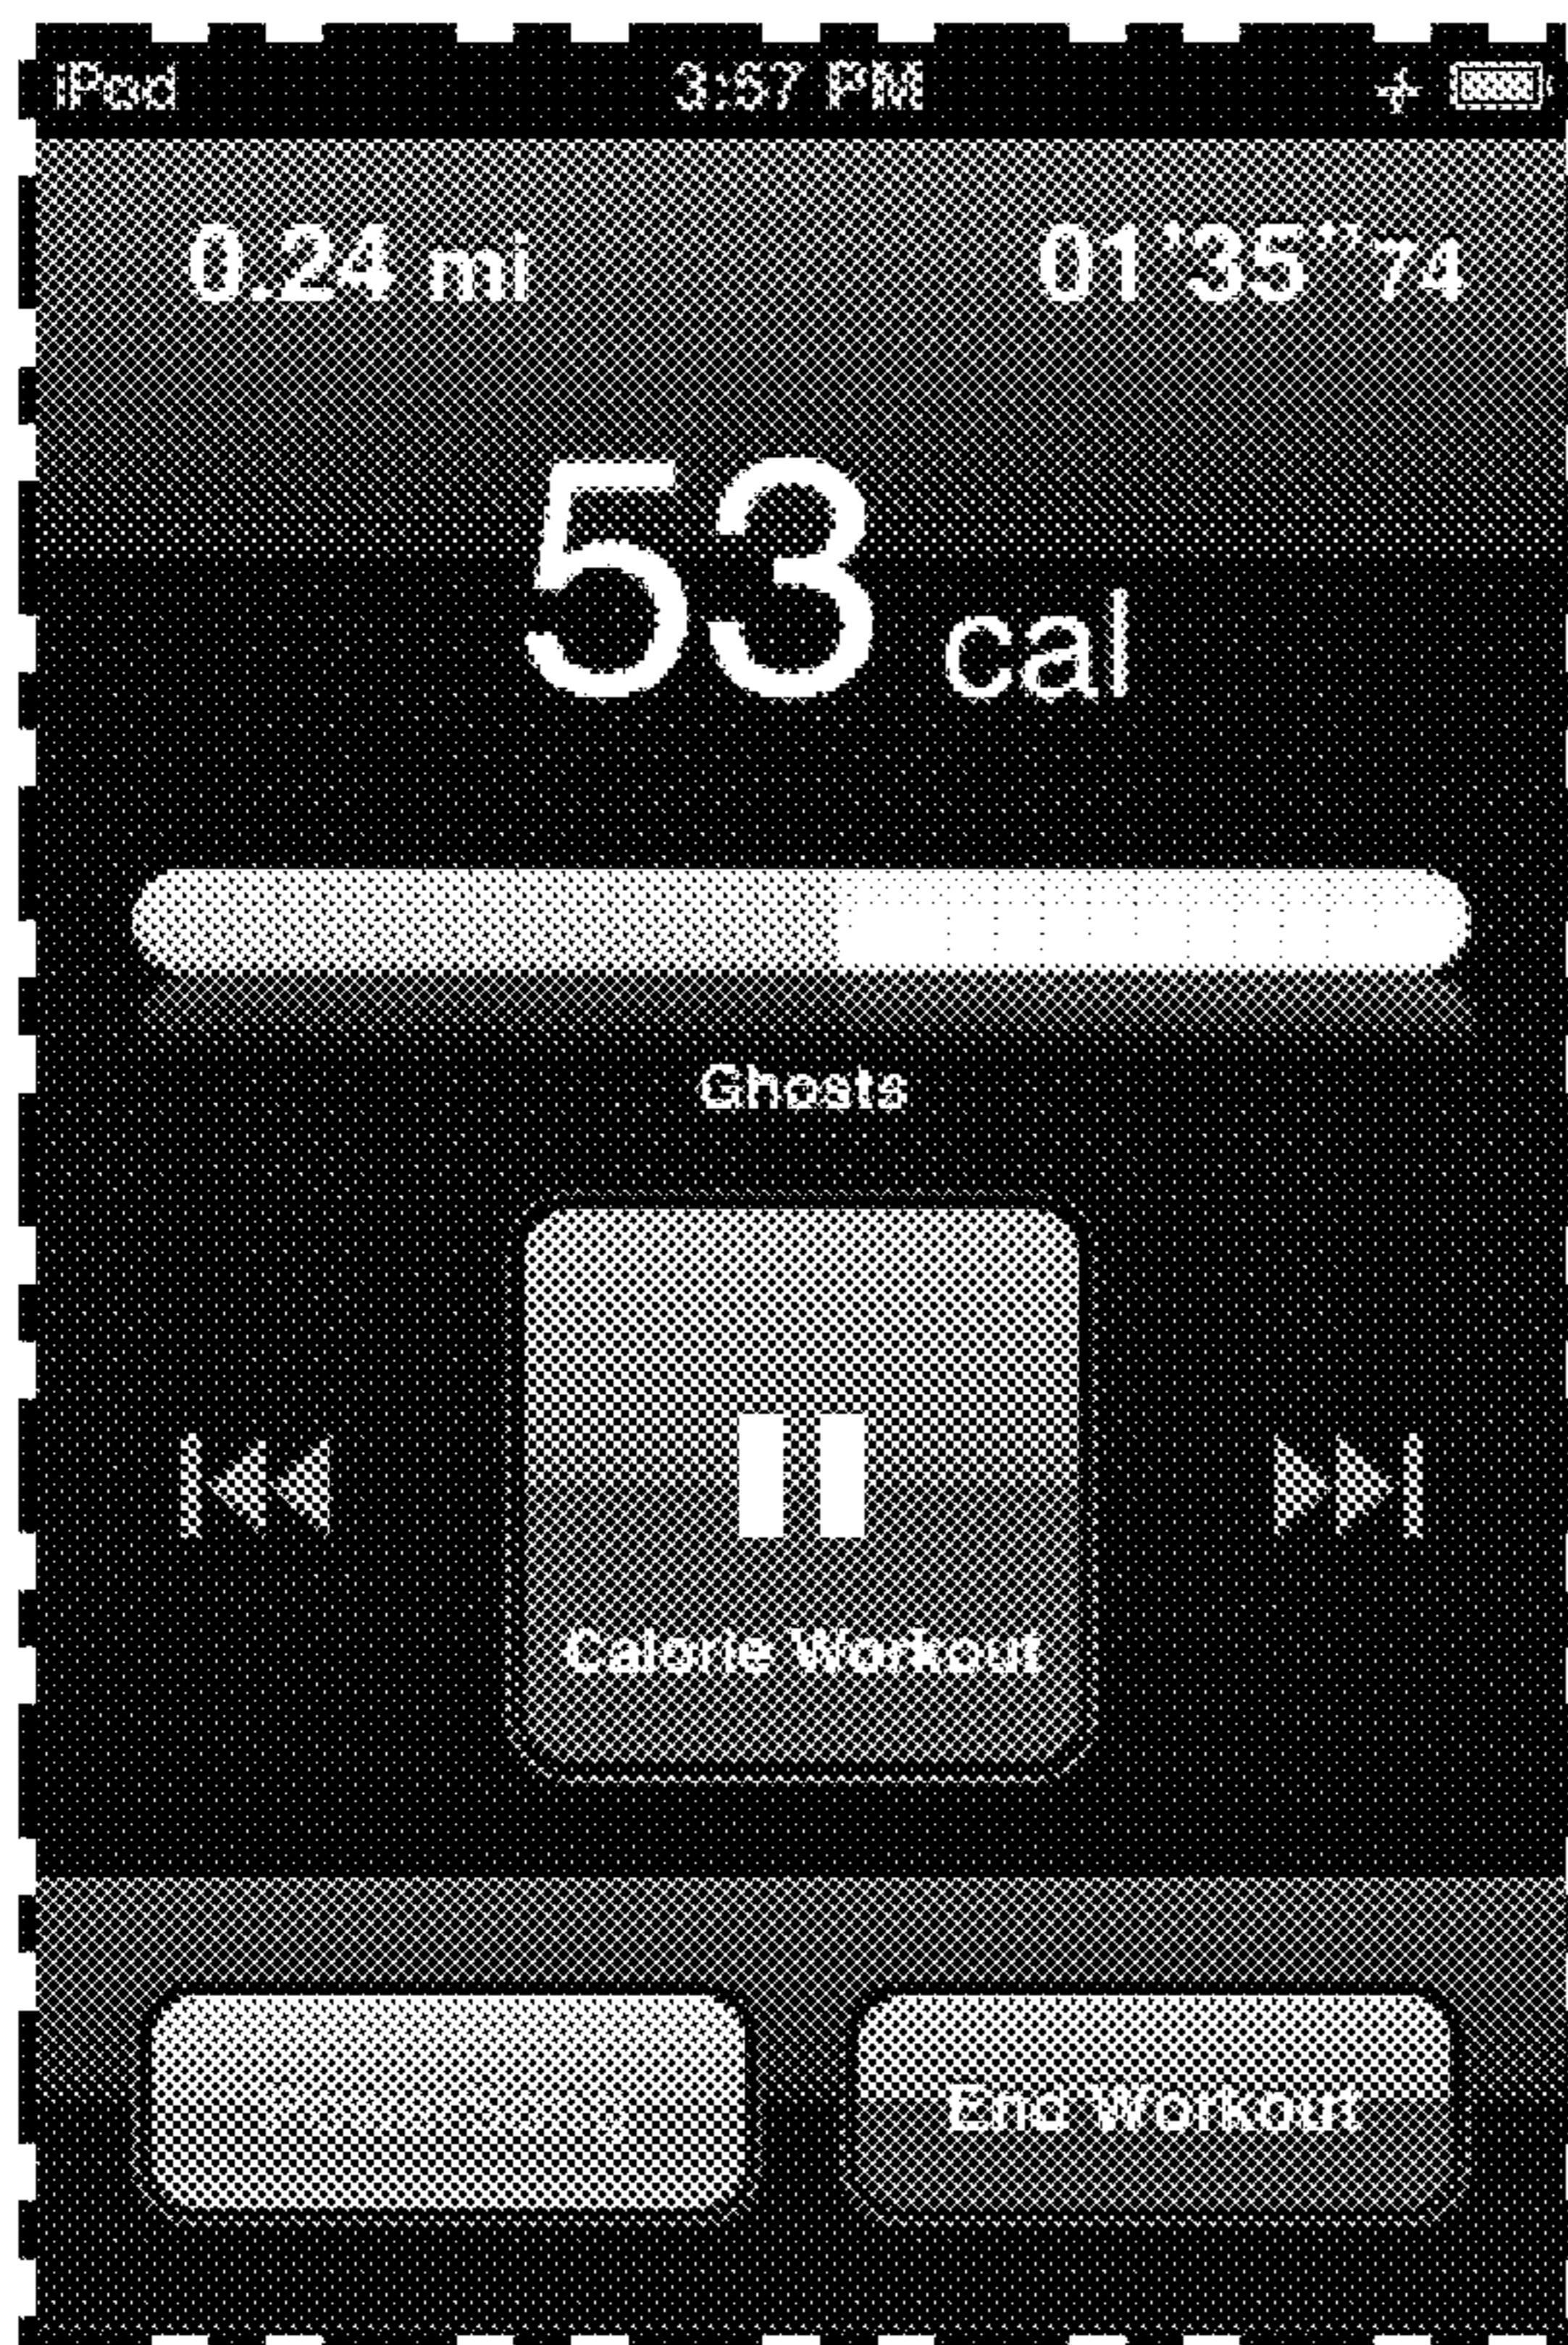 iPod 3:57 PM
0.24 mi 01'35"74
53 cal
Ghosts
Calorie Workout
End Workout